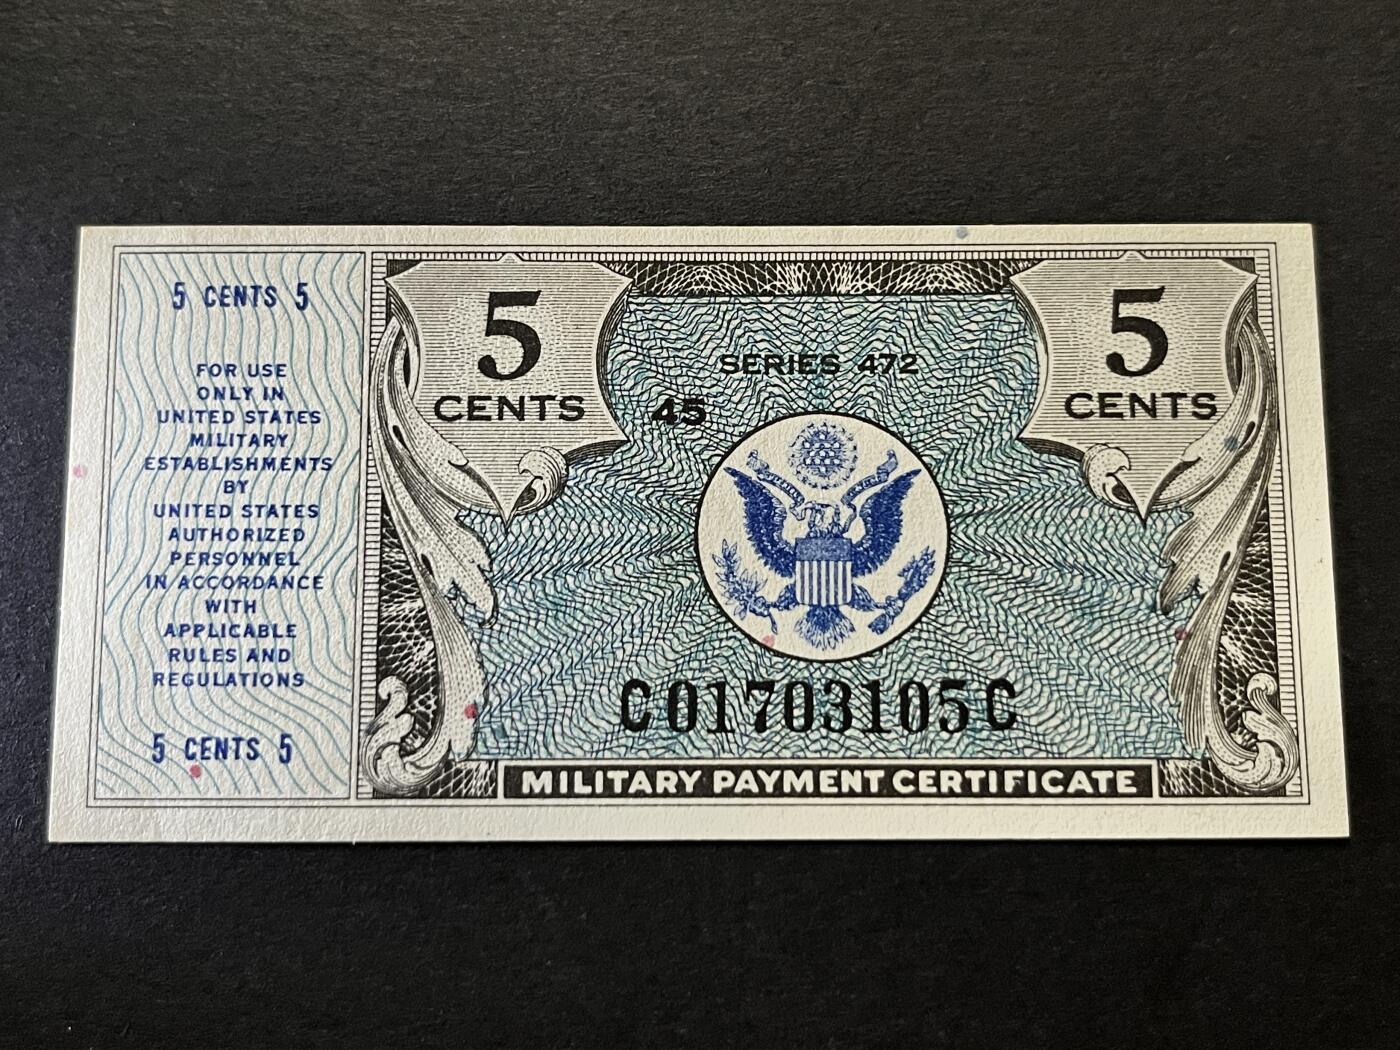 5 CENTS 5
FOR USE
ONLY IN
UNITED STATES
MILITARY
ESTABLISHMENTS
BY
UNITED STATES
AUTHORIZED
PERSONNEL
IN ACCORDANCE
WITH
APPLICABLE
RULES AND
REGULATIONS
5 CENTS 5
5
CENTS
SERIES 472
45
5
CENTS
C01703105C
MILITARY PAYMENT CERTIFICATE